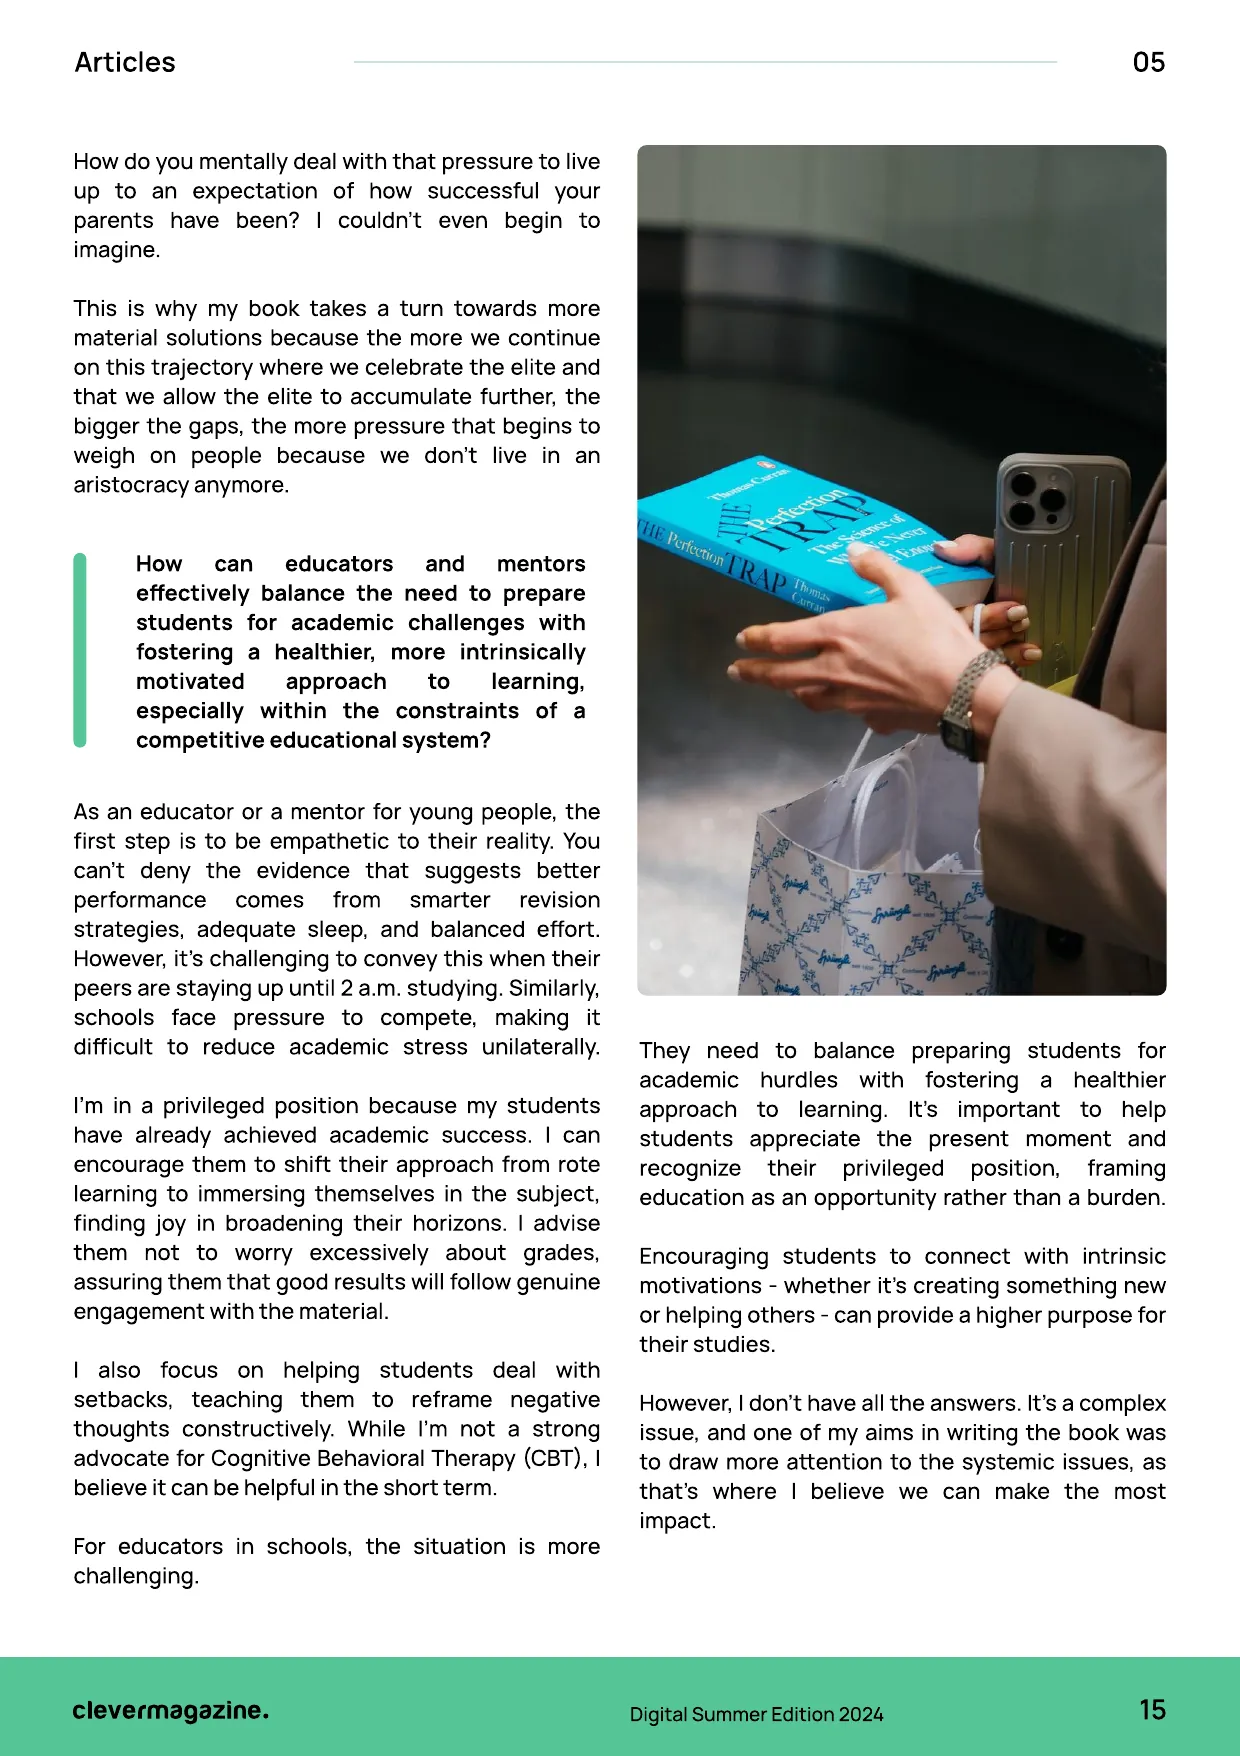 Articles
05
How do you mentally deal with that pressure to live
up to an expectation of how successful your
parents have been? I couldn't even begin to
imagine.
This is why my book takes a turn towards more
material solutions because the more we continue
on this trajectory where we celebrate the elite and
that we allow the elite to accumulate further, the
bigger the gaps, the more pressure that begins to
weigh on people because we don't live in an
aristocracy anymore.
How can educators and mentors
effectively balance the need to prepare
students for academic challenges with
fostering a healthier, more intrinsically
motivated approach to learning,
especially within the constraints of a
competitive educational system?
As an educator or a mentor for young people, the
first step is to be empathetic to their reality. You
can't deny the evidence that suggests better
performance comes from smarter revision
strategies, adequate sleep, and balanced effort.
However, it's challenging to convey this when their
peers are staying up until 2 a.m. studying. Similarly,
schools face pressure to compete, making it
difficult to reduce academic stress unilaterally.
I'm in a privileged position because my students
have already achieved academic success. I can
encourage them to shift their approach from rote
learning to immersing themselves in the subject,
finding joy in broadening their horizons. I advise
them not to worry excessively about grades,
assuring them that good results will follow genuine
engagement with the material.
I also focus on helping students deal with
setbacks, teaching them to reframe negative
thoughts constructively. While I'm not a strong
advocate for Cognitive Behavioral Therapy (CBT), I
believe it can be helpful in the short term.
For educators in schools, the situation is more
challenging.
Thomas Curran
THE
Perfection
TRAP
The Science of
Never
THE Perfection TRAP Thomas
Curran
Sprüngli
Sprüngli
Sprüngli
Sprüngli
They need to balance preparing students for
academic hurdles with fostering a healthier
approach to learning. It's important to help
students appreciate the present moment and
recognize their privileged position, framing
education as an opportunity rather than a burden.
Encouraging students to connect with intrinsic
motivations - whether it's creating something new
or helping others - can provide a higher purpose for
their studies.
However, I don't have all the answers. It's a complex
issue, and one of my aims in writing the book was
to draw more attention to the systemic issues, as
that's where I believe we can make the most
impact.
clevermagazine.
Digital Summer Edition 2024
15